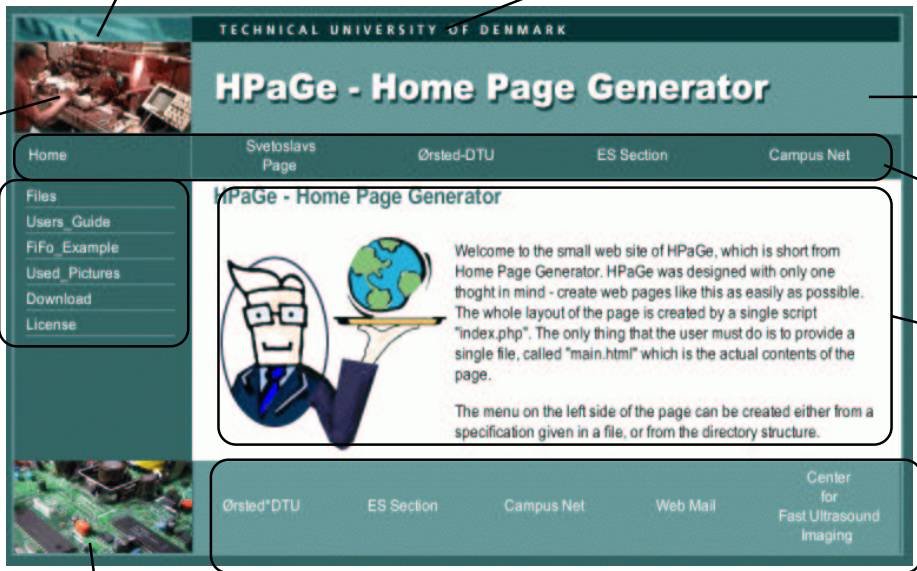 TECHNICAL UNIVERSITY OF DENMARK
HPaGe - Home Page Generator
Home
Svetoslavs
Page
Ørsted-DTU
ES Section
Campus Net
Files
Users_Guide
FiFo_Example
Used_Pictures
Download
License
HPaGe - Home Page Generator
Welcome to the small web site of HPaGe, which is short from
Home Page Generator. HPaGe was designed with only one
thoght in mind - create web pages like this as easily as possible.
The whole layout of the page is created by a single script
"index.php". The only thing that the user must do is to provide a
single file, called "main.html" which is the actual contents of the
page.
The menu on the left side of the page can be created either from a
specification given in a file, or from the directory structure.
Ørsted*DTU
ES Section
Campus Net
Web Mail
Center
for
Fast Ultrasound
Imaging